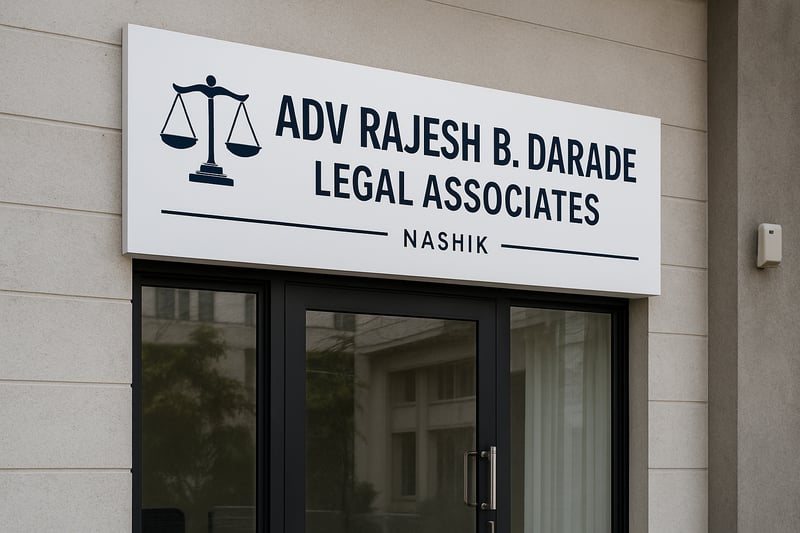 ADV RAJESH B. DARADE
LEGAL ASSOCIATES
NASHIK